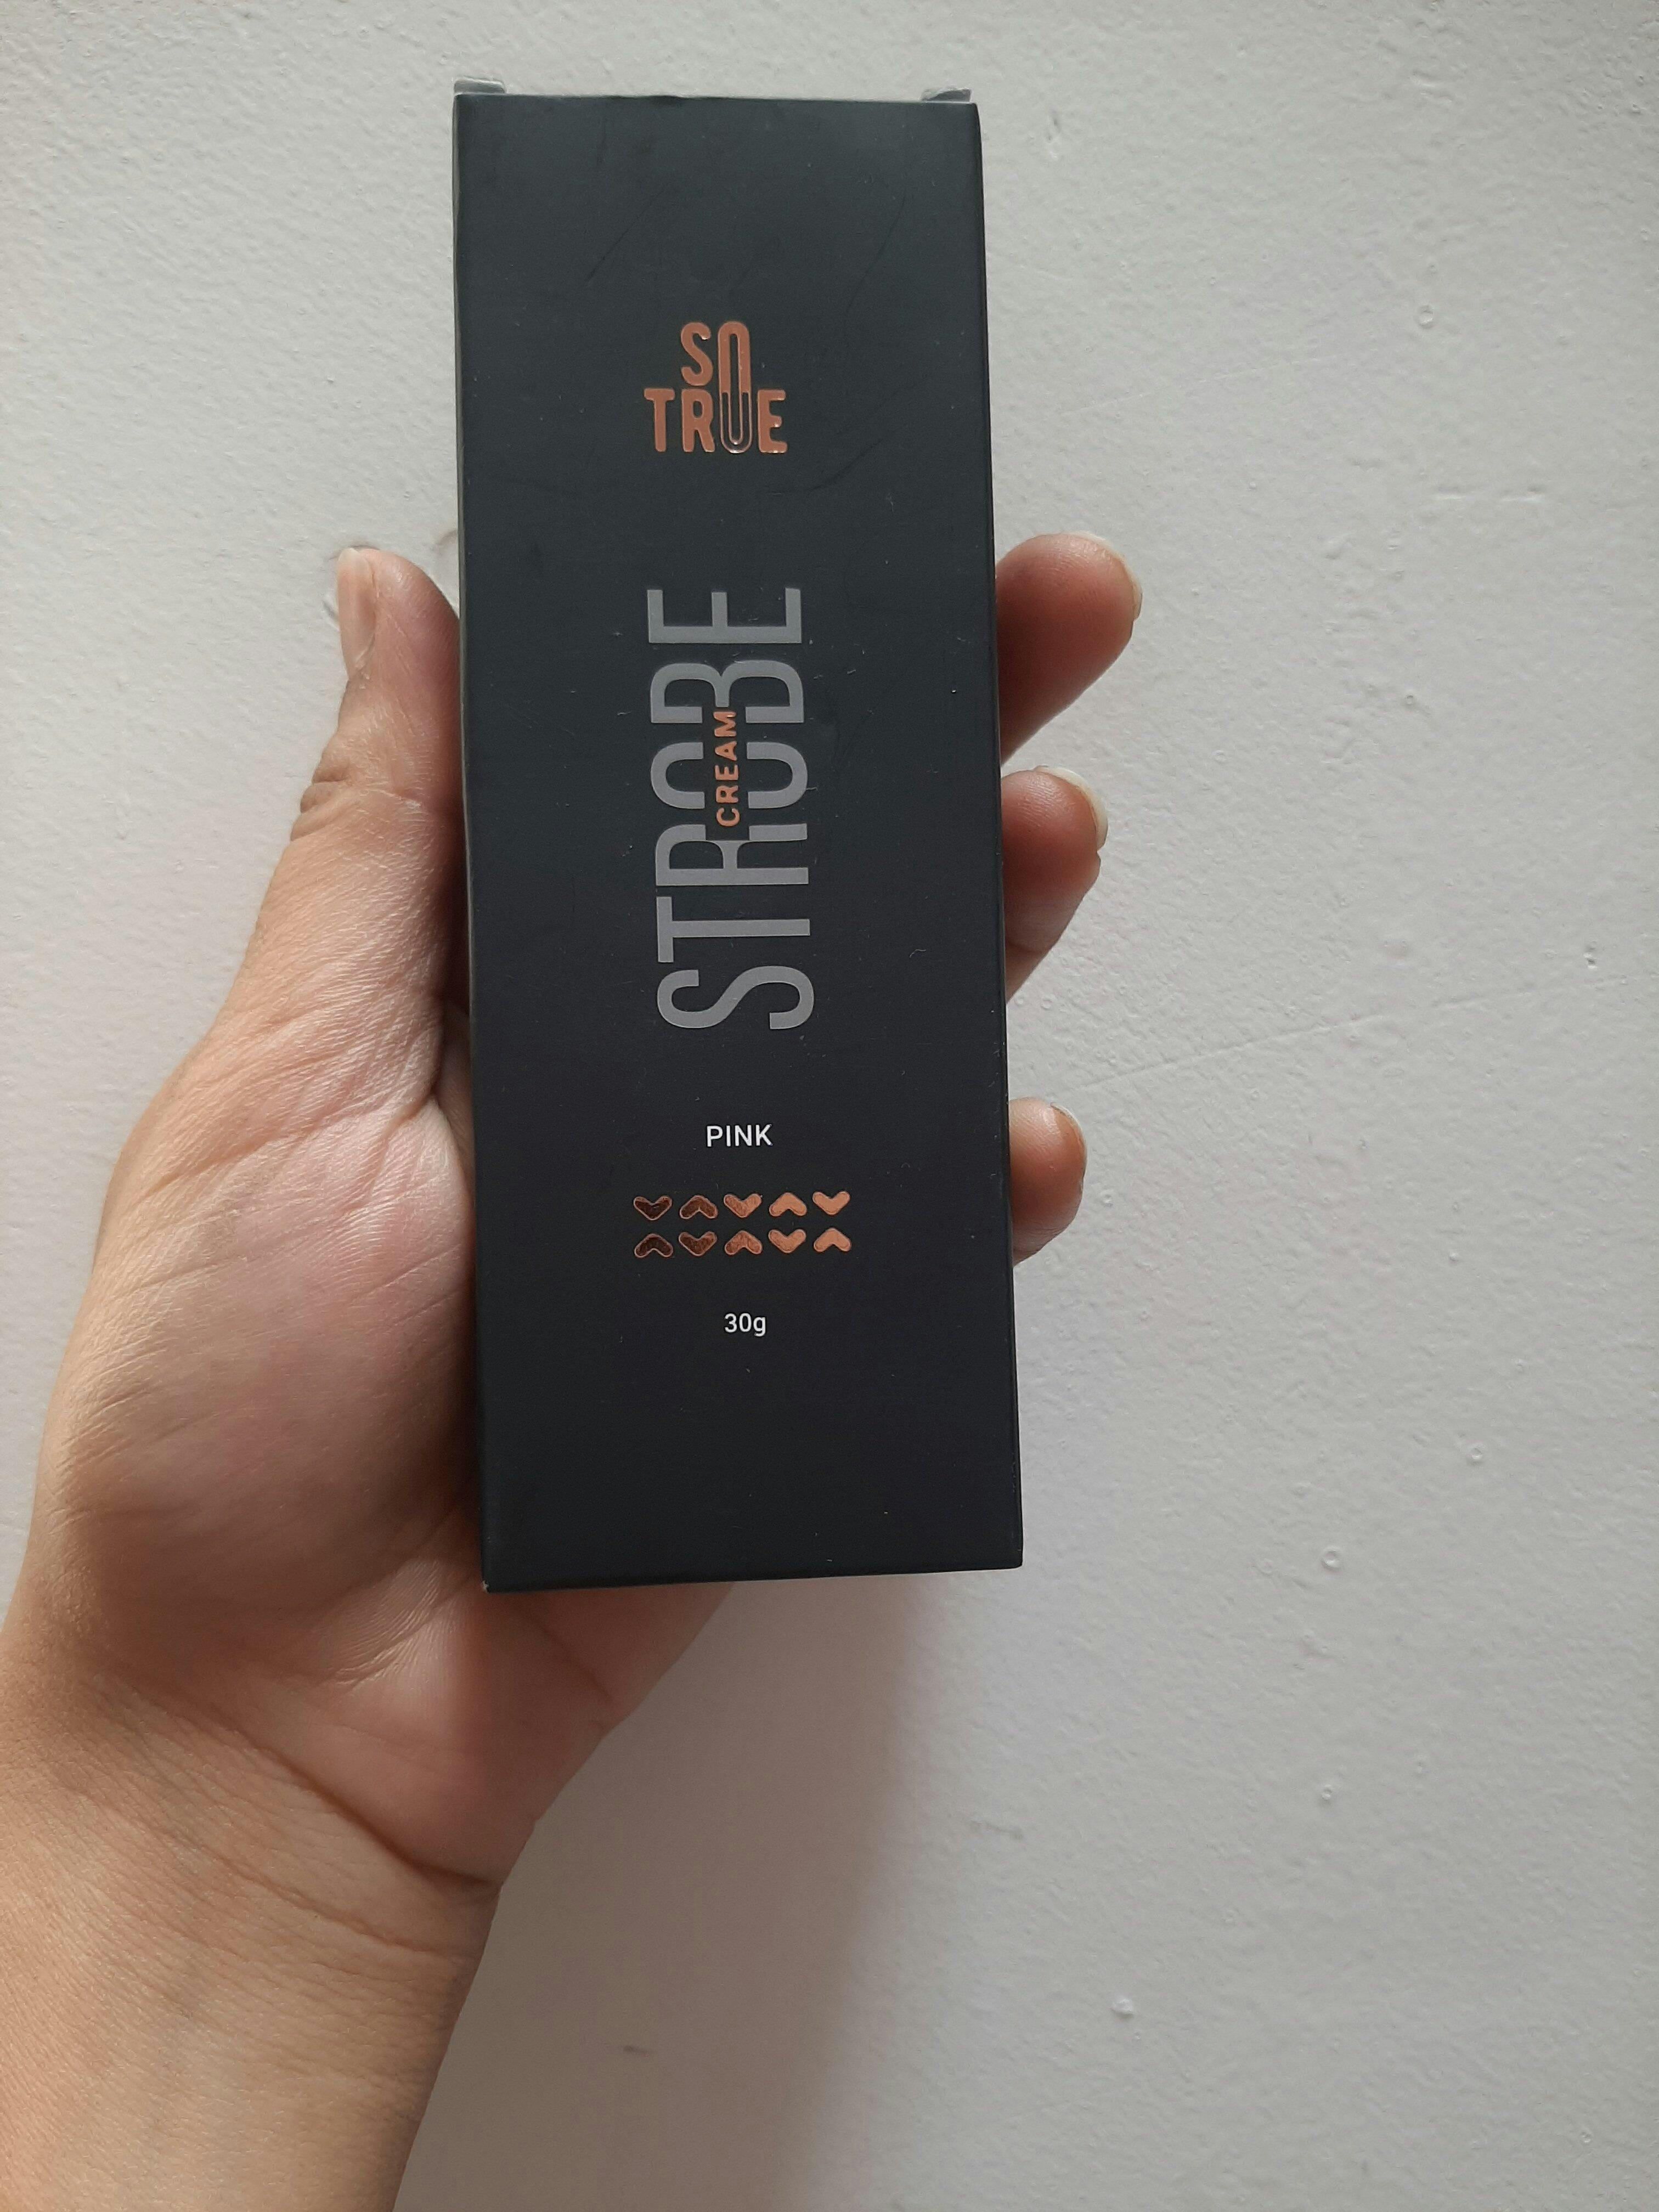 SO
TRUE
STROBE
CREAM
PINK
30g